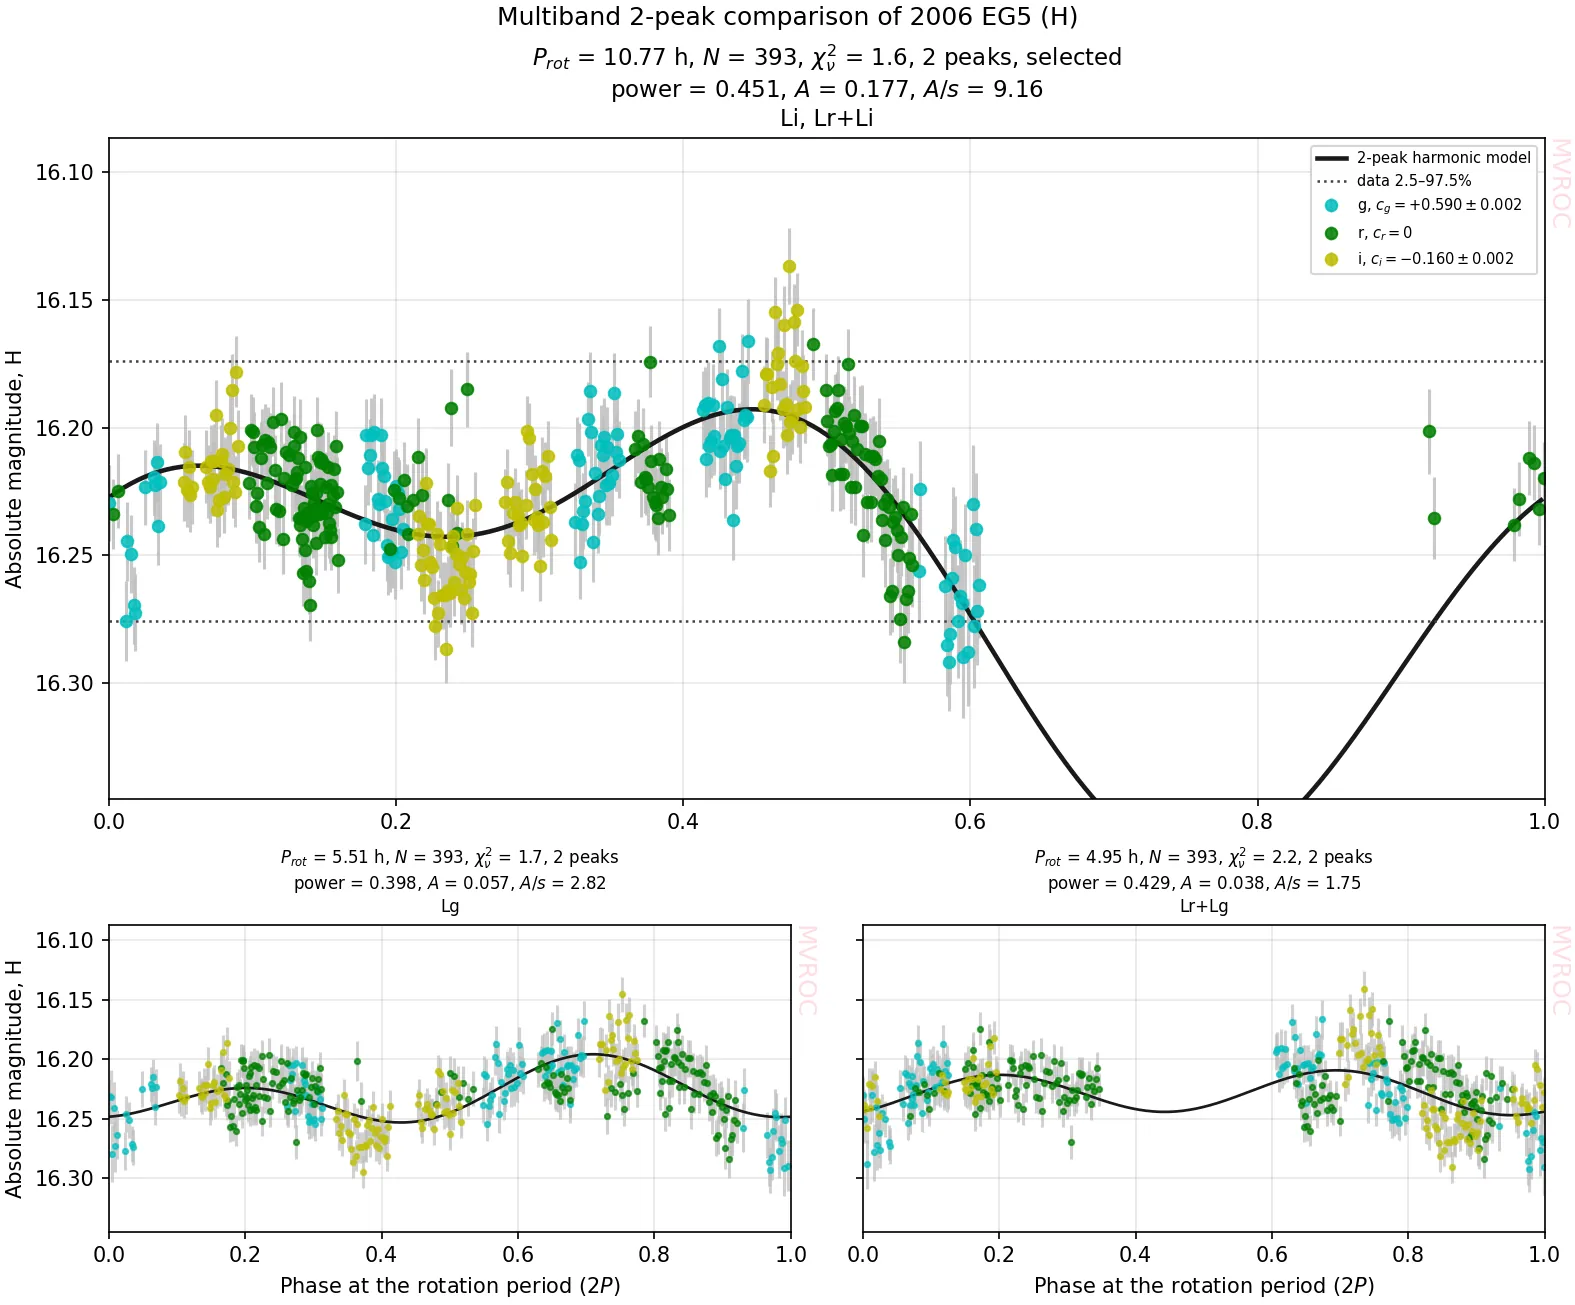 Multiband 2-peak comparison of 2006 EG5 (H)
P_rot = 10.77 h, N = 393, χ²_ν = 1.6, 2 peaks, selected
power = 0.451, A = 0.177, A/s = 9.16
Li, Lr+Li
2-peak harmonic model
data 2.5–97.5%
g, c_g = +0.590 ± 0.002
r, c_r = 0
i, c_i = −0.160 ± 0.002
MVROC
Absolute magnitude, H
16.10
16.15
16.20
16.25
16.30
0.0 0.2 0.4 0.6 0.8 1.0
P_rot = 5.51 h, N = 393, χ²_ν = 1.7, 2 peaks
power = 0.398, A = 0.057, A/s = 2.82
Lg
MVROC
Absolute magnitude, H
16.10
16.15
16.20
16.25
16.30
0.0 0.2 0.4 0.6 0.8 1.0
Phase at the rotation period (2P)
P_rot = 4.95 h, N = 393, χ²_ν = 2.2, 2 peaks
power = 0.429, A = 0.038, A/s = 1.75
Lr+Lg
MVROC
0.0 0.2 0.4 0.6 0.8 1.0
Phase at the rotation period (2P)